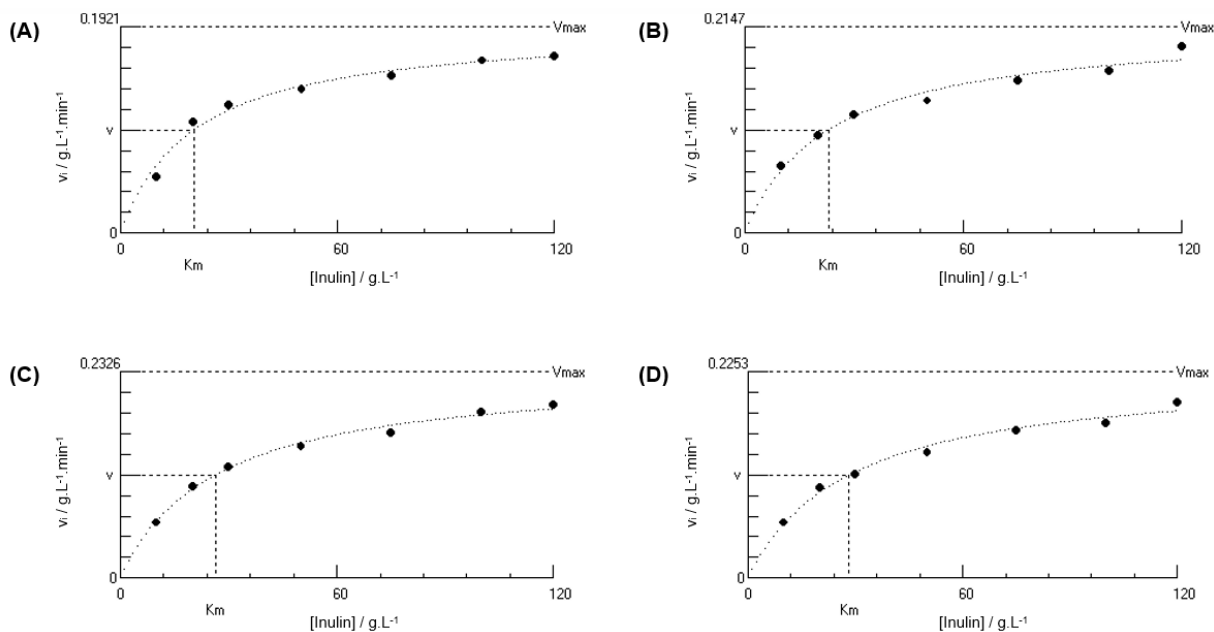 (A)
0.1921
Vmax
v
vᵢ / g.L⁻¹.min⁻¹
0
0 60 120
Km
[Inulin] / g.L⁻¹
(B)
0.2147
Vmax
v
vᵢ / g.L⁻¹.min⁻¹
0
0 60 120
Km
[Inulin] / g.L⁻¹
(C)
0.2326
Vmax
v
vᵢ / g.L⁻¹.min⁻¹
0
0 60 120
Km
[Inulin] / g.L⁻¹
(D)
0.2253
Vmax
v
vᵢ / g.L⁻¹.min⁻¹
0
0 60 120
Km
[Inulin] / g.L⁻¹